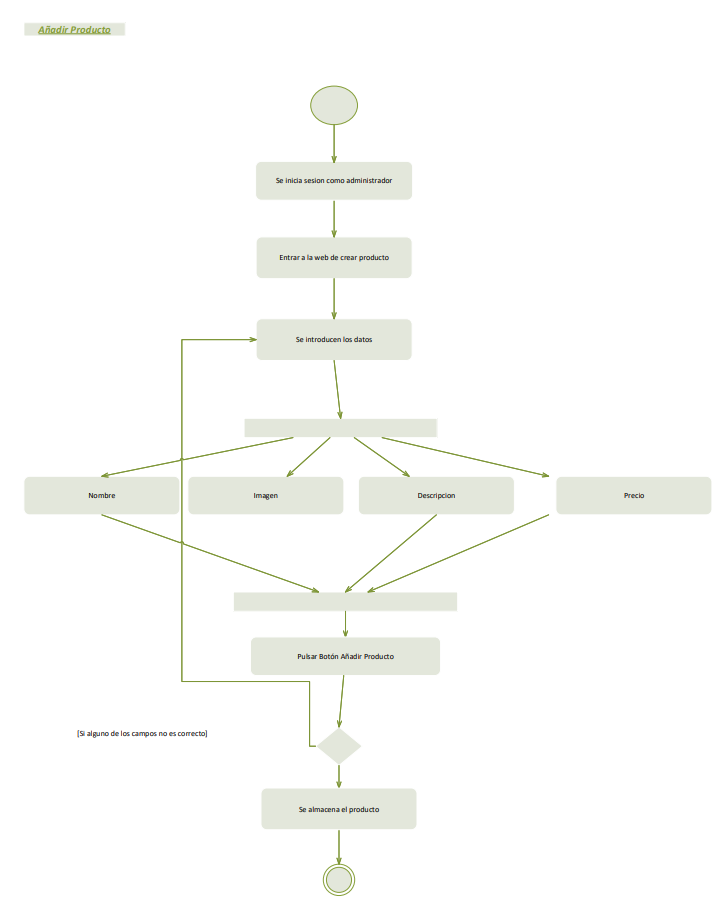 Añadir Producto
Se inicia sesion como administrador
Entrar a la web de crear producto
Se introducen los datos
Nombre
Imagen
Descripcion
Precio
Pulsar Botón Añadir Producto
[Si alguno de los campos no es correcto]
Se almacena el producto